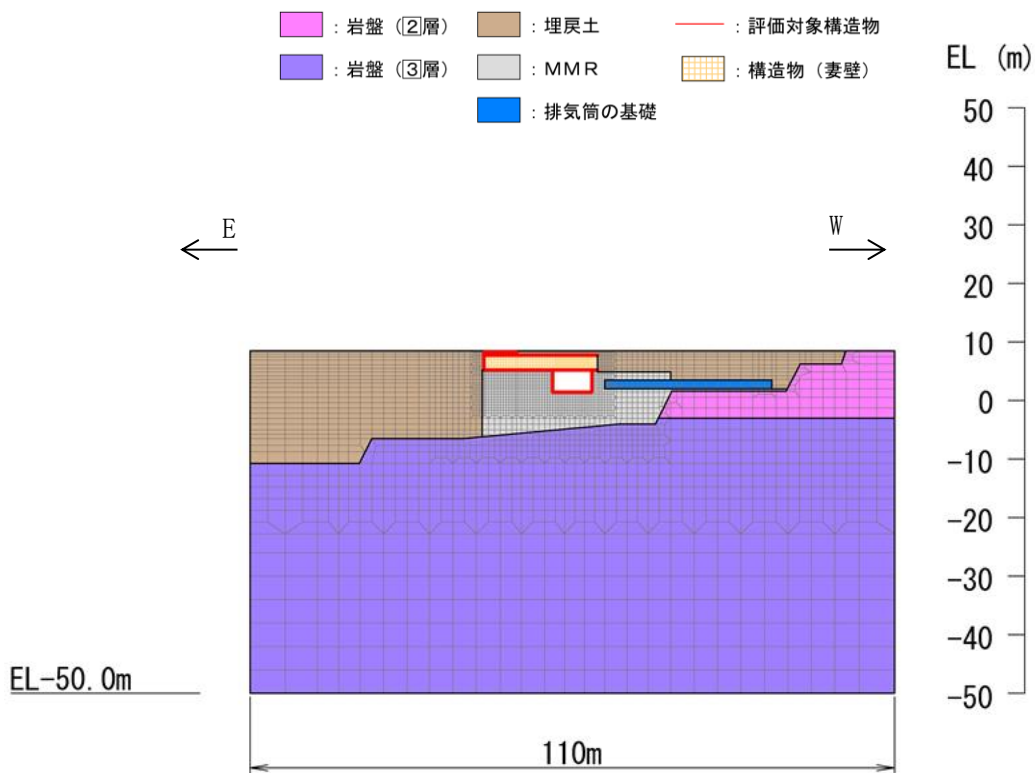 ：岩盤（2層）
：埋戻土
：評価対象構造物
：岩盤（3層）
：ＭＭＲ
：構造物（妻壁）
：排気筒の基礎
EL (m)
50
40
30
20
10
0
-10
-20
-30
-40
-50
E
W
EL-50.0m
110m